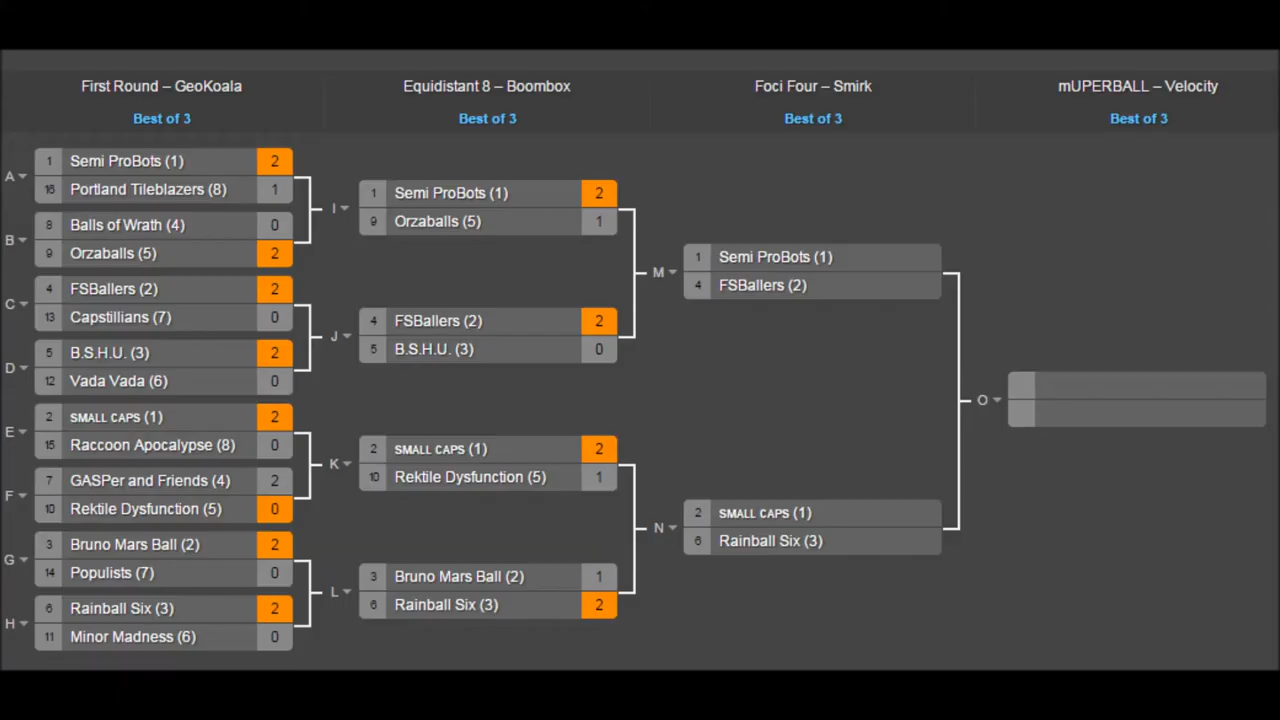 First Round – GeoKoala
Best of 3
A
1 Semi ProBots (1) 2
16 Portland Tileblazers (8) 1
B
8 Balls of Wrath (4) 0
9 Orzaballs (5) 2
C
4 FSBallers (2) 2
13 Capstillians (7) 0
D
5 B.S.H.U. (3) 2
12 Vada Vada (6) 0
E
2 SMALL CAPS (1) 2
15 Raccoon Apocalypse (8) 0
F
7 GASPer and Friends (4) 2
10 Rektile Dysfunction (5) 0
G
3 Bruno Mars Ball (2) 2
14 Populists (7) 0
H
6 Rainball Six (3) 2
11 Minor Madness (6) 0
Equidistant 8 – Boombox
Best of 3
I
1 Semi ProBots (1) 2
9 Orzaballs (5) 1
J
4 FSBallers (2) 2
5 B.S.H.U. (3) 0
K
2 SMALL CAPS (1) 2
10 Rektile Dysfunction (5) 1
L
3 Bruno Mars Ball (2) 1
6 Rainball Six (3) 2
Foci Four – Smirk
Best of 3
M
1 Semi ProBots (1)
4 FSBallers (2)
N
2 SMALL CAPS (1)
6 Rainball Six (3)
mUPERBALL – Velocity
Best of 3
O